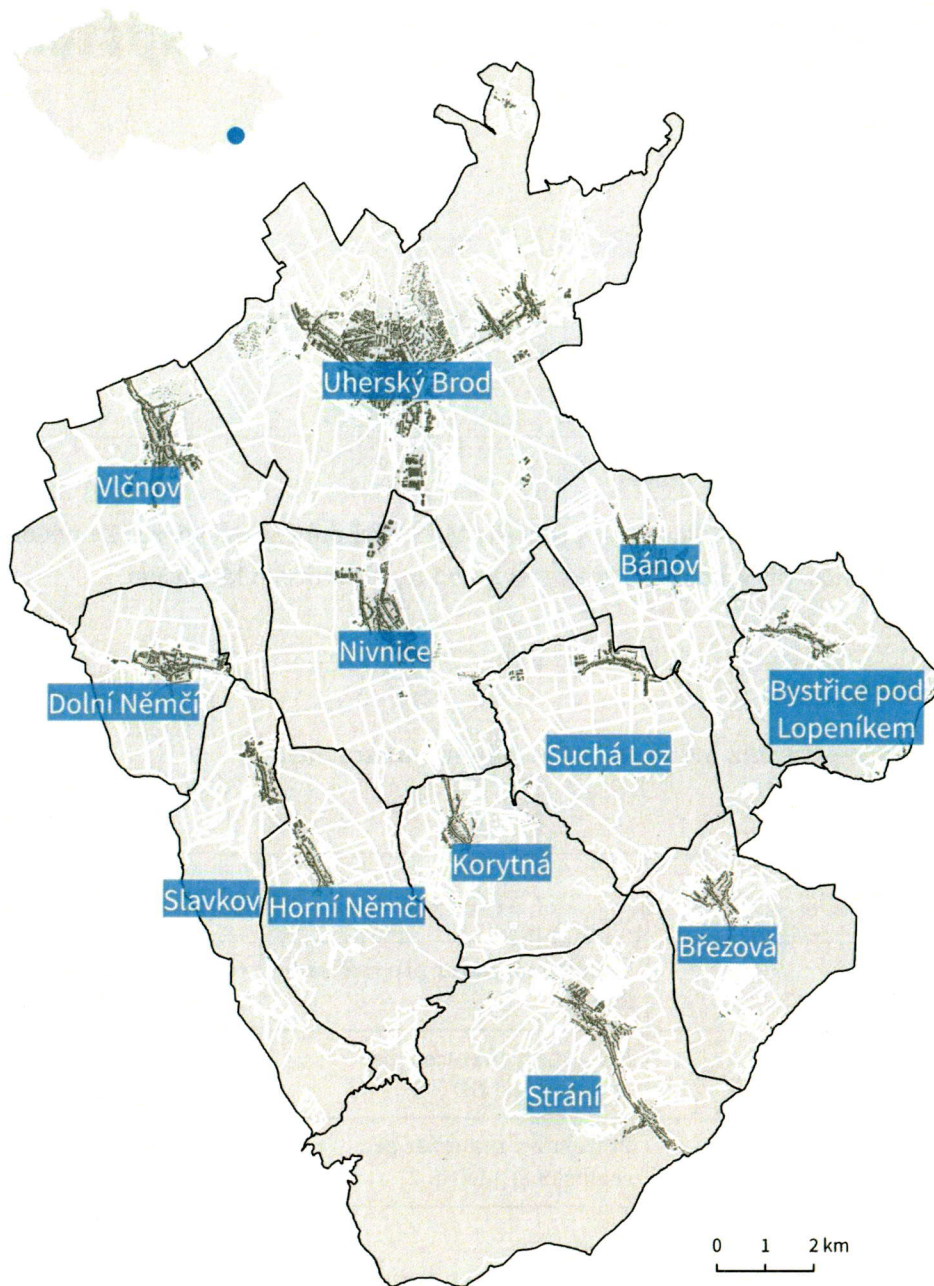 Uherský Brod
Vlčnov
Bánov
Nivnice
Dolní Němčí
Bystřice pod
Lopeníkem
Suchá Loz
Korytná
Slavkov
Horní Němčí
Březová
Strání
0 1 2 km